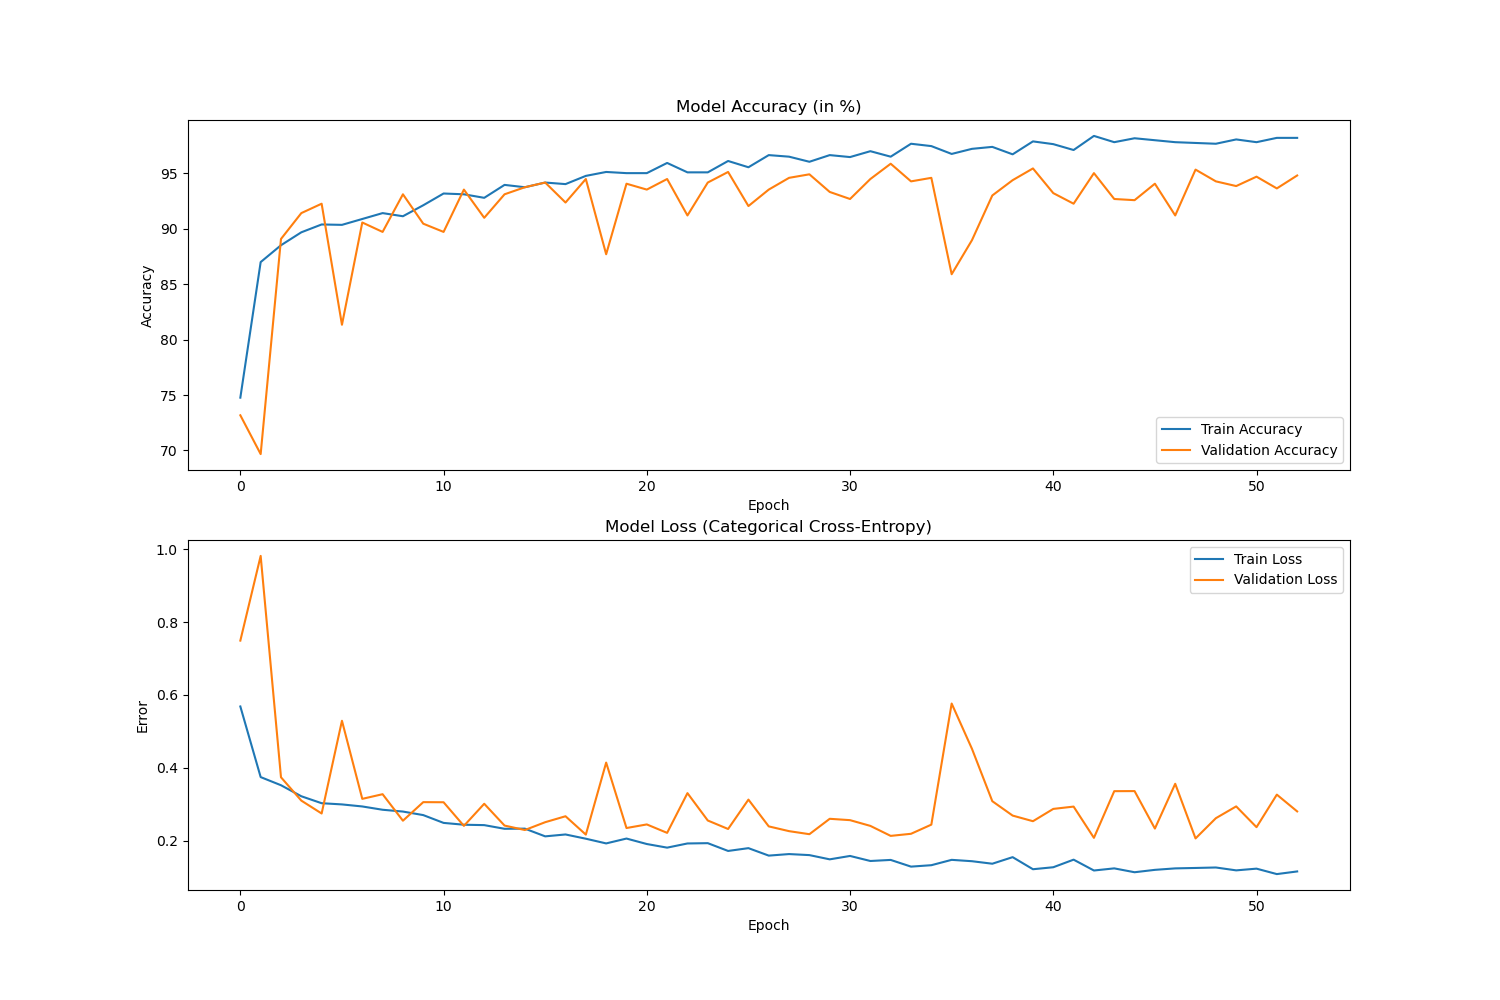 Model Accuracy (in %)
Accuracy
95
90
85
80
75
70
Train Accuracy
Validation Accuracy
0 10 20 30 40 50
Epoch
Model Loss (Categorical Cross-Entropy)
Error
1.0
0.8
0.6
0.4
0.2
Train Loss
Validation Loss
0 10 20 30 40 50
Epoch